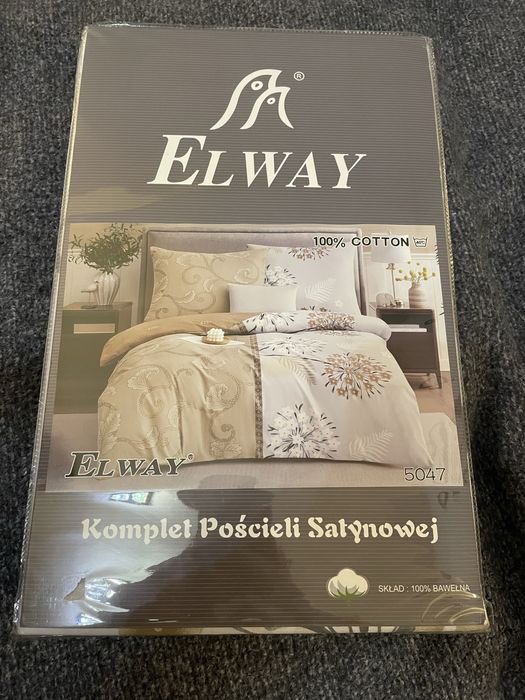 ®
ELWAY
100% COTTON
ELWAY®
5047
Komplet Pościeli Satynowej
SKŁAD : 100% BAWEŁNA